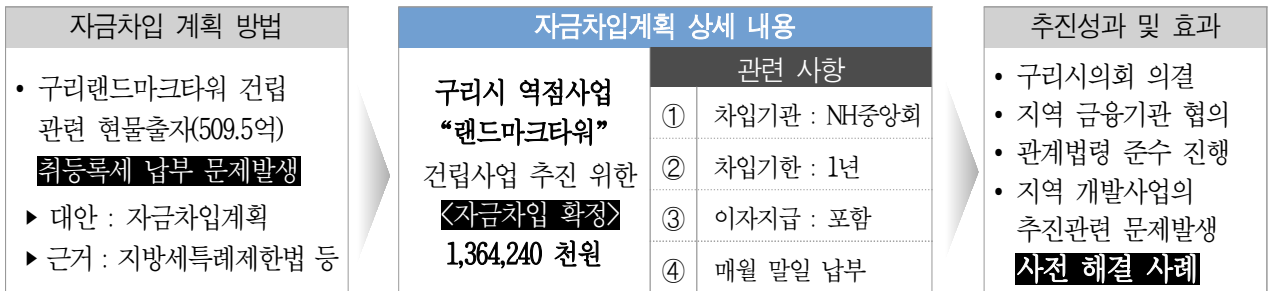 자금차입 계획 방법
• 구리랜드마크타워 건립
관련 현물출자(509.5억)
취등록세 납부 문제발생
▶ 대안 : 자금차입계획
▶ 근거 : 지방세특례제한법 등
자금차입계획 상세 내용
구리시 역점사업
“랜드마크타워”
건립사업 추진 위한
<자금차입 확정>
1,364,240 천원
관련 사항
① 차입기관 : NH중앙회
② 차입기한 : 1년
③ 이자지급 : 포함
④ 매월 말일 납부
추진성과 및 효과
• 구리시의회 의결
• 지역 금융기관 협의
• 관계법령 준수 진행
• 지역 개발사업의
추진관련 문제발생
사전 해결 사례